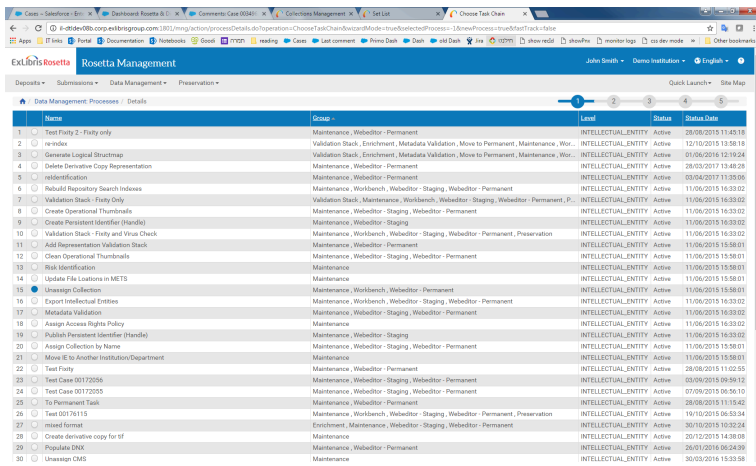 Cases ~ Salesforce - Ent
Dashboard: Rosetta & D
Comments: Case 00349
Collections Management
Set List
Choose Task Chain
il-dtldev08b.corp.exlibrisgroup.com:1801/mng/action/processDetails.do?operation=ChooseTaskChain&wizardMode=true&selectedProcess=-1&newProcess=true&fastTrack=false
Apps IT links Portal Documentation Notebooks Goodi מילון reading Cases Last comment Primo Dash Dash old Dash jira show redid showPnx monitor logs css dev mode » Other bookmarks
ExLibris Rosetta Rosetta Management John Smith Demo Institution English
Deposits Submissions Data Management Preservation Quick Launch Site Map
/ Data Management: Processes / Details 1 2 3 4 5
Name Group Level Status Status Date
1 Test Fixity 2 - Fixity only Maintenance , Webeditor - Permanent INTELLECTUAL_ENTITY Active 28/08/2015 11:45:18
2 re-index Validation Stack , Enrichment , Metadata Validation , Move to Permanent , Maintenance , Wor... INTELLECTUAL_ENTITY Active 12/10/2015 13:58:18
3 Generate Logical Structmap Validation Stack , Enrichment , Metadata Validation , Move to Permanent , Maintenance , Wor... INTELLECTUAL_ENTITY Active 01/06/2016 12:19:24
4 Delete Derivative Copy Representation Maintenance , Webeditor - Permanent INTELLECTUAL_ENTITY Active 28/03/2017 13:48:28
5 reIdentification Maintenance , Webeditor - Permanent INTELLECTUAL_ENTITY Active 03/04/2017 11:35:06
6 Rebuild Repository Search Indexes Maintenance , Workbench , Webeditor - Staging , Webeditor - Permanent INTELLECTUAL_ENTITY Active 11/06/2015 16:33:02
7 Validation Stack - Fixity Only Validation Stack , Maintenance , Workbench , Webeditor - Staging , Webeditor - Permanent , P... INTELLECTUAL_ENTITY Active 11/06/2015 16:33:02
8 Create Operational Thumbnails Maintenance , Webeditor - Staging , Webeditor - Permanent INTELLECTUAL_ENTITY Active 11/06/2015 16:33:02
9 Create Persistent Identifier (Handle) Maintenance , Webeditor - Staging INTELLECTUAL_ENTITY Active 11/06/2015 16:33:02
10 Validation Stack - Fixity and Virus Check Maintenance , Workbench , Webeditor - Staging , Webeditor - Permanent , Preservation INTELLECTUAL_ENTITY Active 11/06/2015 16:33:02
11 Add Representation Validation Stack Maintenance , Webeditor - Permanent INTELLECTUAL_ENTITY Active 11/06/2015 15:58:01
12 Clean Operational Thumbnails Maintenance , Webeditor - Staging , Webeditor - Permanent INTELLECTUAL_ENTITY Active 11/06/2015 15:58:01
13 Risk Identification Maintenance INTELLECTUAL_ENTITY Active 11/06/2015 15:58:01
14 Update File Loations in METS Maintenance INTELLECTUAL_ENTITY Active 11/06/2015 15:58:01
15 Unassign Collection Maintenance , Workbench , Webeditor - Permanent INTELLECTUAL_ENTITY Active 11/06/2015 15:58:01
16 Export Intellectual Entities Maintenance , Workbench , Webeditor - Staging , Webeditor - Permanent INTELLECTUAL_ENTITY Active 11/06/2015 16:33:02
17 Metadata Validation Maintenance , Workbench , Webeditor - Staging , Webeditor - Permanent INTELLECTUAL_ENTITY Active 11/06/2015 16:33:02
18 Assign Access Rights Policy Maintenance INTELLECTUAL_ENTITY Active 11/06/2015 16:33:02
19 Publish Persistent Identifier (Handle) Maintenance , Webeditor - Staging INTELLECTUAL_ENTITY Active 11/06/2015 16:33:02
20 Assign Collection by Name Maintenance INTELLECTUAL_ENTITY Active 11/06/2015 15:58:01
21 Move IE to Another Institution/Department Maintenance INTELLECTUAL_ENTITY Active 11/06/2015 15:58:01
22 Test Fixity Maintenance , Webeditor - Permanent INTELLECTUAL_ENTITY Active 28/08/2015 11:02:55
23 Test Case 00172056 Maintenance , Webeditor - Staging , Webeditor - Permanent INTELLECTUAL_ENTITY Active 03/09/2015 09:59:12
24 Test Case 00172055 Maintenance , Webeditor - Staging , Webeditor - Permanent INTELLECTUAL_ENTITY Active 07/09/2015 06:56:10
25 To Permanent Task Maintenance , Webeditor - Permanent INTELLECTUAL_ENTITY Active 28/08/2015 11:15:42
26 Test 00176115 Maintenance , Workbench , Webeditor - Staging , Webeditor - Permanent , Preservation INTELLECTUAL_ENTITY Active 19/10/2015 06:53:34
27 mixed format Enrichment , Maintenance , Webeditor - Staging , Webeditor - Permanent INTELLECTUAL_ENTITY Active 30/10/2015 10:32:24
28 Create derivative copy for tif Maintenance INTELLECTUAL_ENTITY Active 20/12/2015 14:38:08
29 Populate DNX Maintenance , Webeditor - Permanent INTELLECTUAL_ENTITY Active 26/01/2016 06:24:39
30 Unassign CMS Maintenance INTELLECTUAL_ENTITY Active 30/03/2016 15:33:58